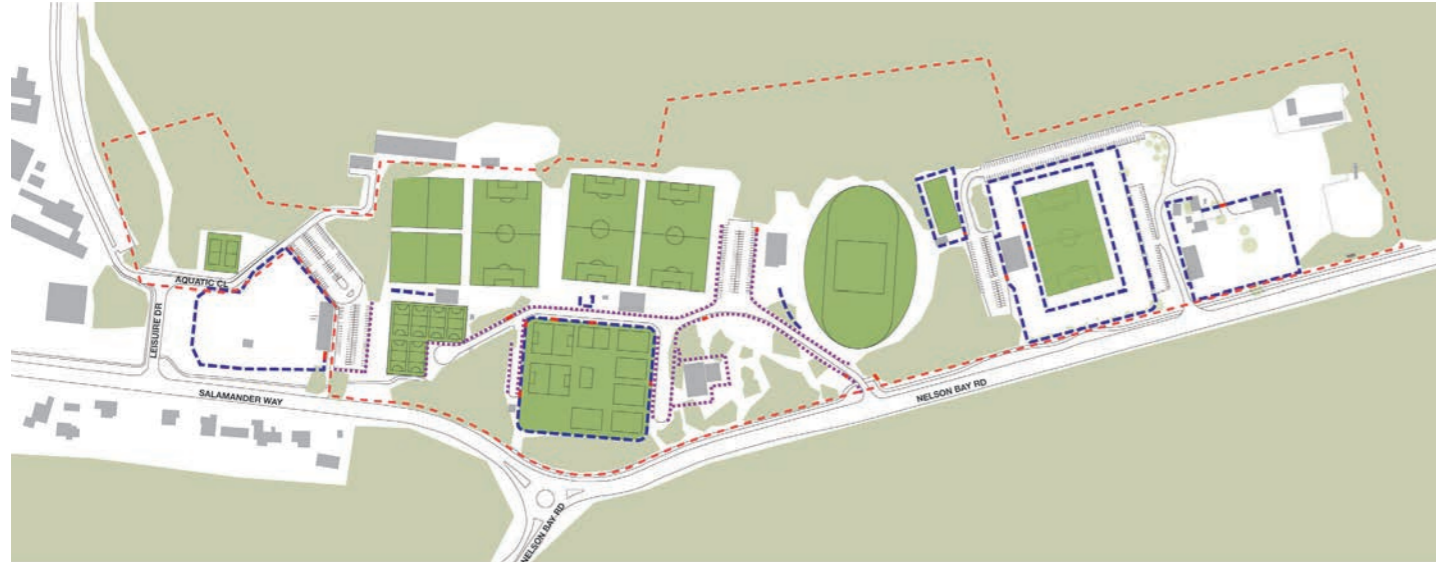 AQUATIC CL
LEISURE DR
SALAMANDER WAY
NELSON BAY RD
NELSON BAY RD